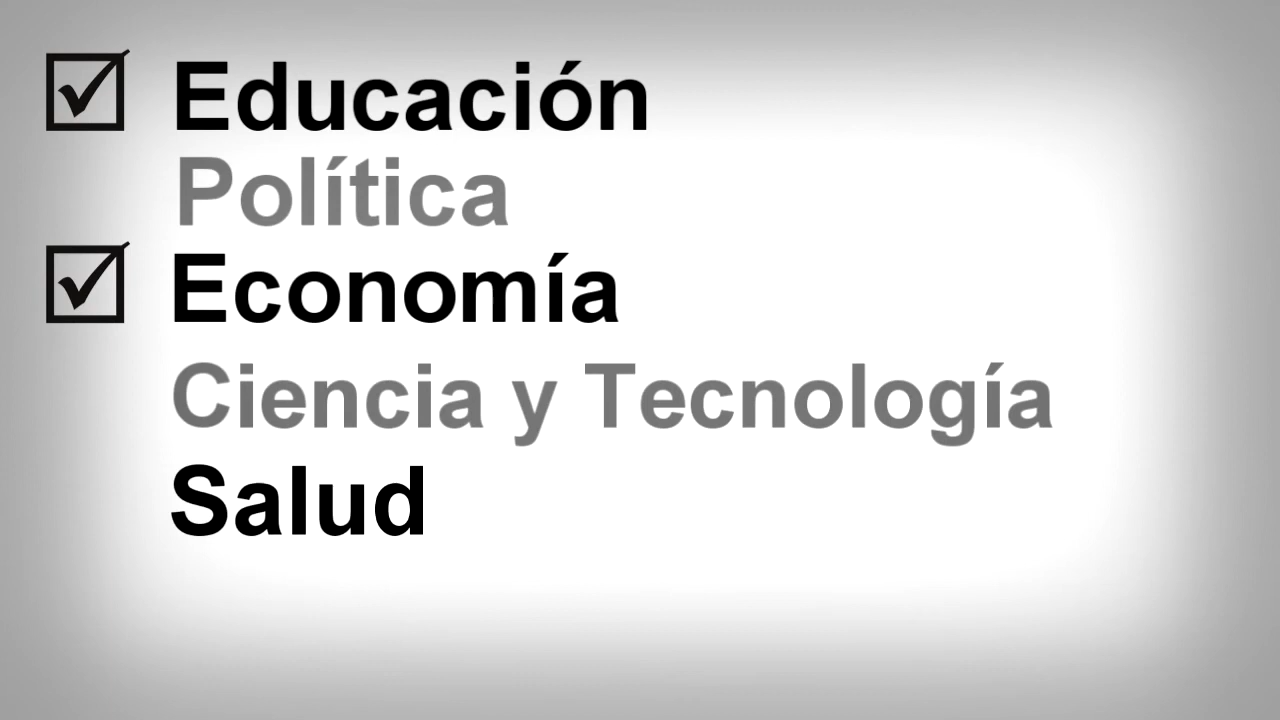 Educación
Política
Economía
Ciencia y Tecnología
Salud